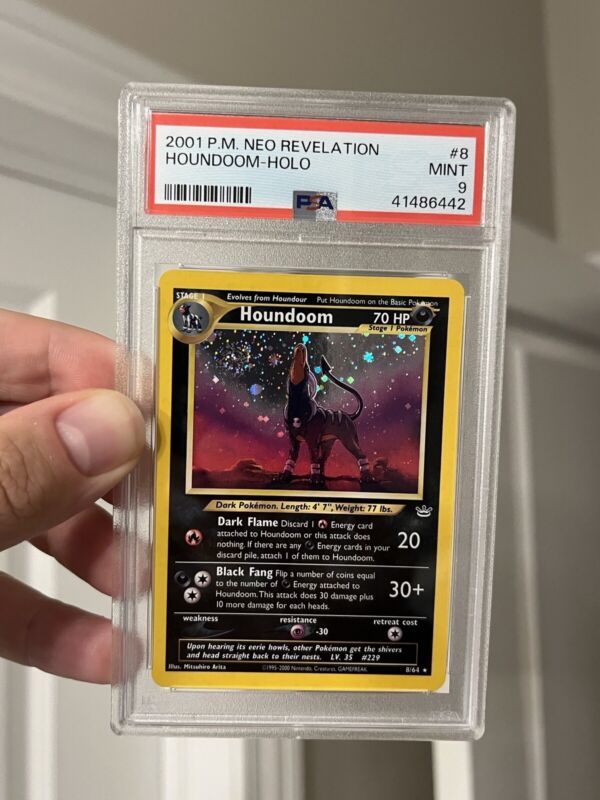 2001 P.M. NEO REVELATION #8
HOUNDOOM-HOLO MINT
9
PSA 41486442
STAGE 1 Evolves from Houndour Put Houndoom on the Basic Pokémon
Houndoom 70 HP
Stage 1 Pokémon
Dark Pokémon. Length: 4' 7", Weight: 77 lbs.
Dark Flame Discard 1 Energy card
attached to Houndoom or this attack does
nothing. If there are any Energy cards in your 20
discard pile, attach 1 of them to Houndoom.
Black Fang Flip a number of coins equal
to the number of Energy attached to
Houndoom. This attack does 30 damage plus 30+
10 more damage for each heads.
weakness resistance retreat cost
-30
Upon hearing its eerie howls, other Pokémon get the shivers
and head straight back to their nests. LV. 35 #229
Illus. Mitsuhiro Arita ©1995-2000 Nintendo, Creatures, GAMEFREAK. 8/64 ★